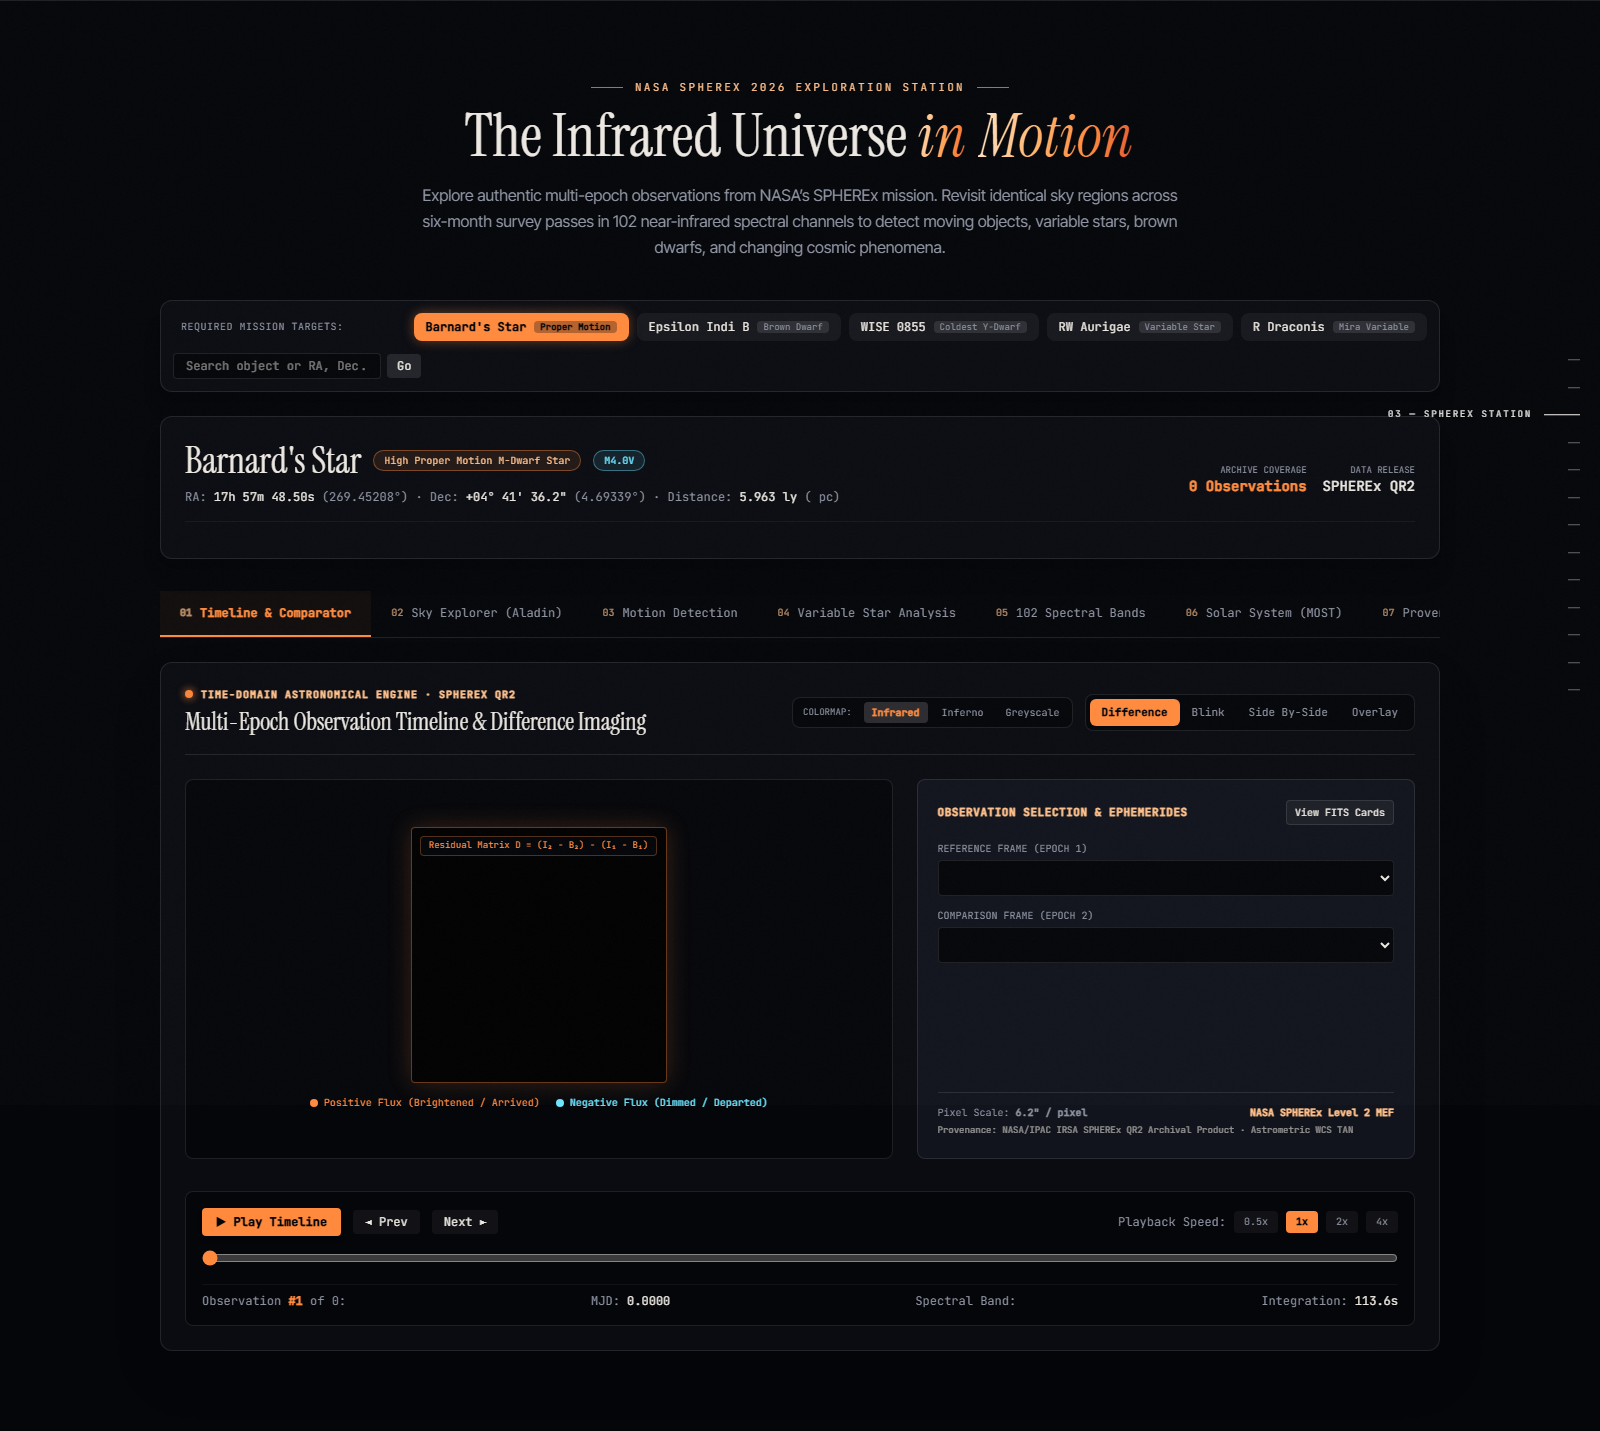 NASA SPHEREX 2026 EXPLORATION STATION
The Infrared Universe in Motion
Explore authentic multi-epoch observations from NASA's SPHEREx mission. Revisit identical sky regions across
six-month survey passes in 102 near-infrared spectral channels to detect moving objects, variable stars, brown
dwarfs, and changing cosmic phenomena.
REQUIRED MISSION TARGETS: Barnard's Star Proper Motion Epsilon Indi B Brown Dwarf WISE 0855 Coldest Y-Dwarf RW Aurigae Variable Star R Draconis Mira Variable
Search object or RA, Dec. Go
03 — SPHEREX STATION
Barnard's Star High Proper Motion M-Dwarf Star M4.0V
ARCHIVE COVERAGE DATA RELEASE
0 Observations SPHEREx QR2
RA: 17h 57m 48.50s (269.45208°) · Dec: +04° 41' 36.2" (4.69339°) · Distance: 5.963 ly ( pc)
01 Timeline & Comparator 02 Sky Explorer (Aladin) 03 Motion Detection 04 Variable Star Analysis 05 102 Spectral Bands 06 Solar System (MOST) 07 Prove
TIME-DOMAIN ASTRONOMICAL ENGINE · SPHEREX QR2
Multi-Epoch Observation Timeline & Difference Imaging
COLORMAP: Infrared Inferno Greyscale Difference Blink Side By-Side Overlay
Residual Matrix D = (I₂ - B₂) - (I₁ - B₁)
Positive Flux (Brightened / Arrived) Negative Flux (Dimmed / Departed)
OBSERVATION SELECTION & EPHEMERIDES View FITS Cards
REFERENCE FRAME (EPOCH 1)
COMPARISON FRAME (EPOCH 2)
Pixel Scale: 6.2" / pixel NASA SPHEREx Level 2 MEF
Provenance: NASA/IPAC IRSA SPHEREx QR2 Archival Product · Astrometric WCS TAN
▶ Play Timeline ◄ Prev Next ► Playback Speed: 0.5x 1x 2x 4x
Observation #1 of 0: MJD: 0.0000 Spectral Band: Integration: 113.6s